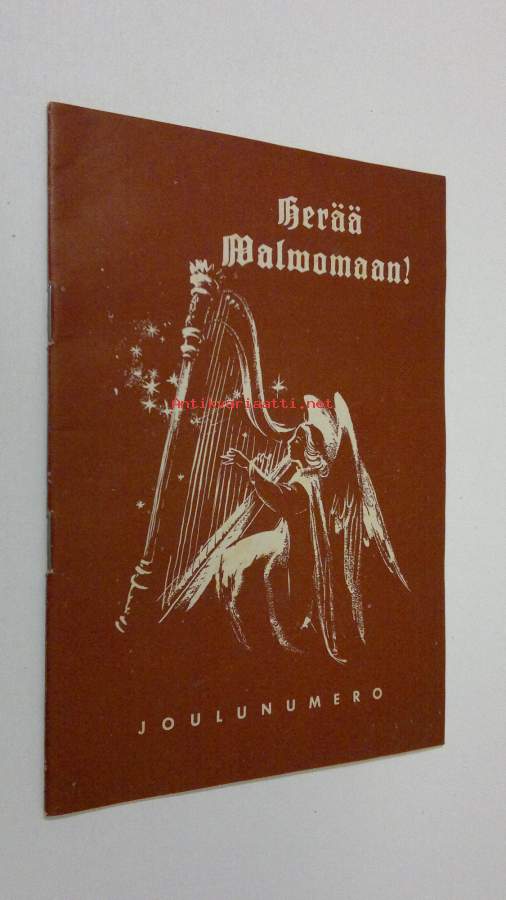 Herää
Walwomaan!
Antikvariaatti.net
JOULUNUMERO